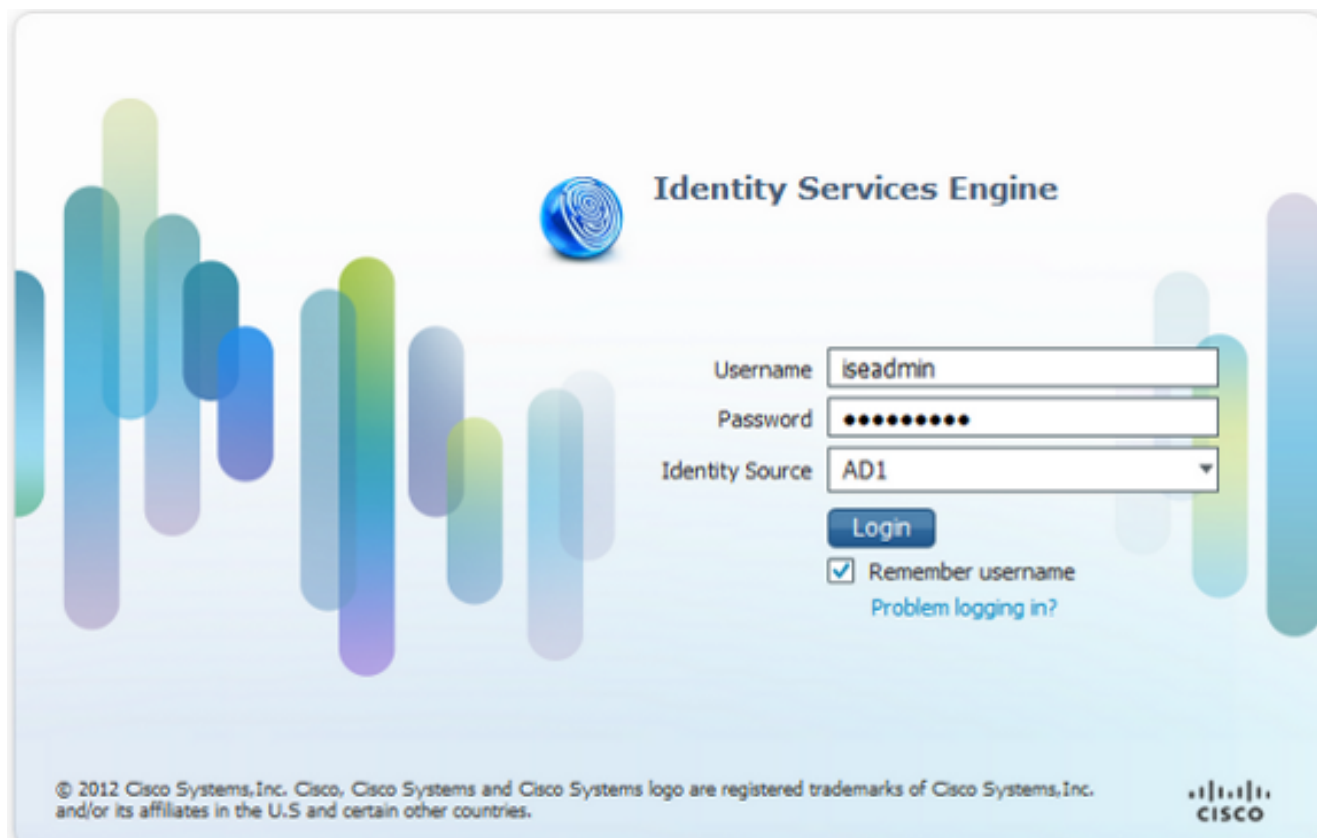 Identity Services Engine
Username iseadmin
Password •••••••••
Identity Source AD1
Login
Remember username
Problem logging in?
© 2012 Cisco Systems,Inc. Cisco, Cisco Systems and Cisco Systems logo are registered trademarks of Cisco Systems,Inc.
and/or its affiliates in the U.S and certain other countries.
CISCO